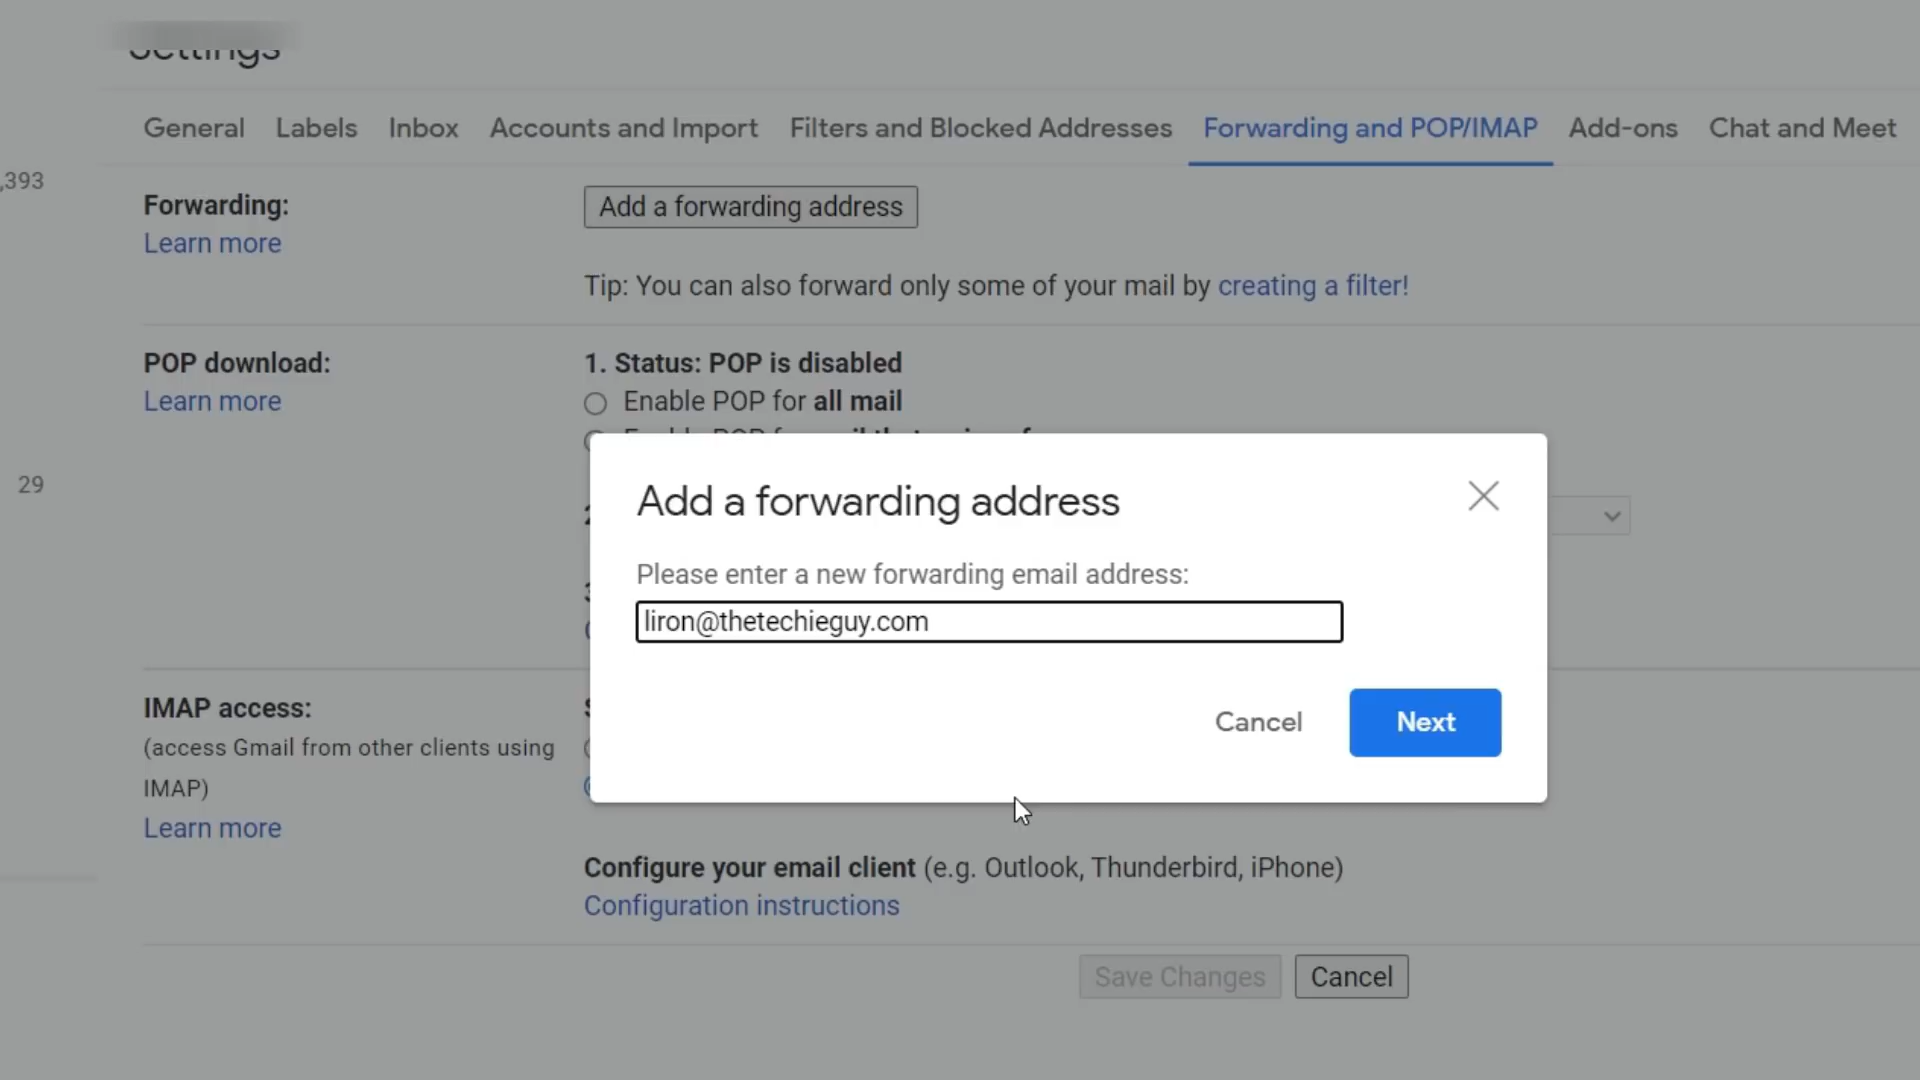 Settings
General Labels Inbox Accounts and Import Filters and Blocked Addresses Forwarding and POP/IMAP Add-ons Chat and Meet
,393
Forwarding:
Learn more
Add a forwarding address
Tip: You can also forward only some of your mail by creating a filter!
POP download:
Learn more
1. Status: POP is disabled
Enable POP for all mail
29
Add a forwarding address
Please enter a new forwarding email address:
liron@thetechieguy.com
Cancel Next
IMAP access:
(access Gmail from other clients using
IMAP)
Learn more
Configure your email client (e.g. Outlook, Thunderbird, iPhone)
Configuration instructions
Save Changes Cancel